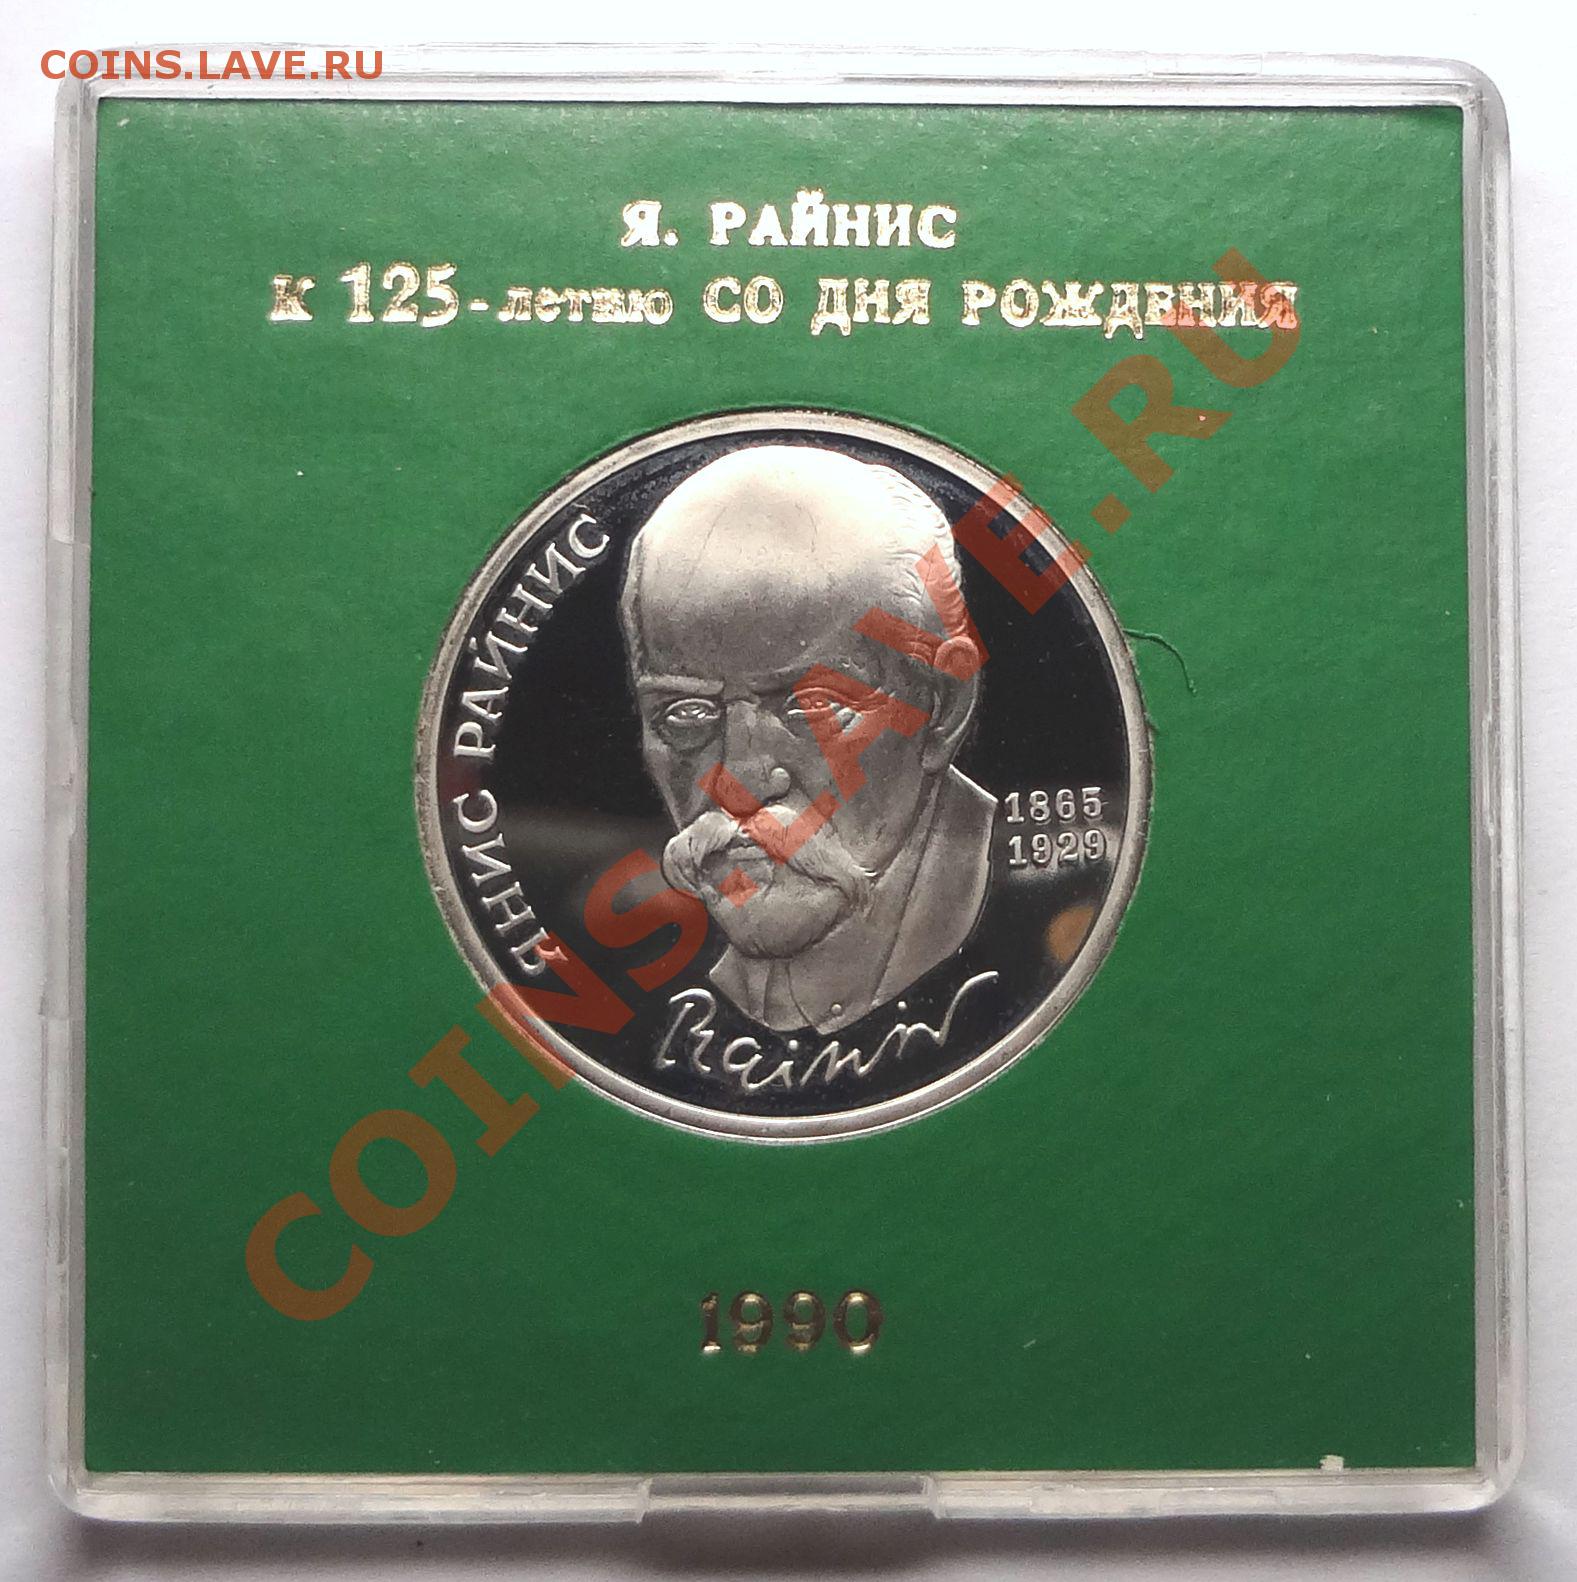 COINS.LAVE.RU
Я. РАЙНИС
К 125-летию СО ДНЯ РОЖДЕНИЯ
ЯНИС РАЙНИС
1865
1929
Rainis
1990
COINS.LAVE.RU